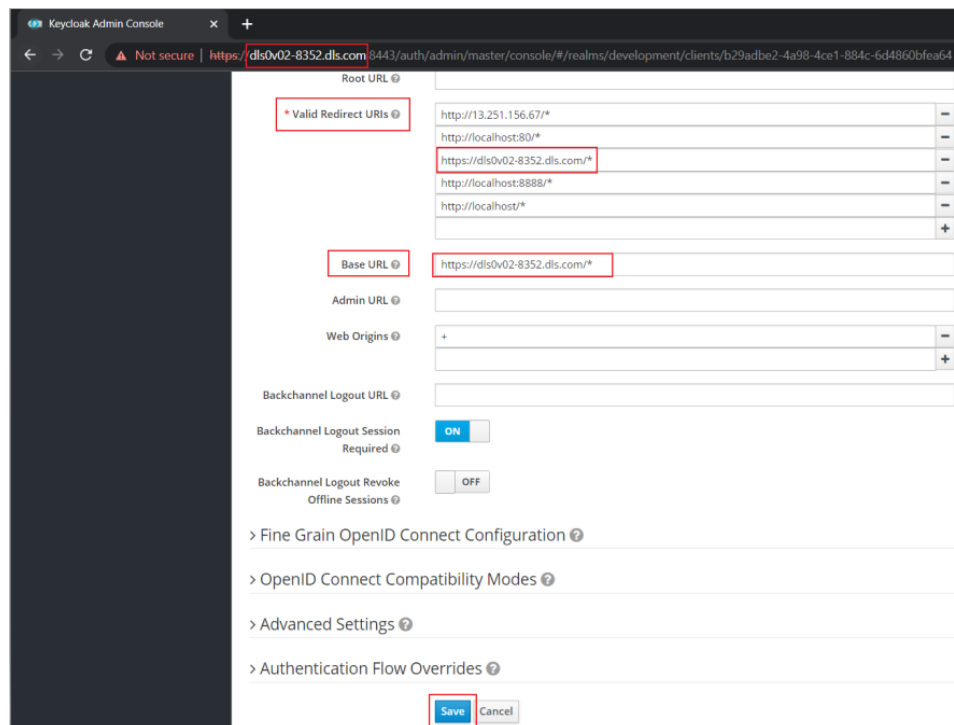 Keycloak Admin Console × +
Not secure | https://dls0v02-8352.dls.com:8443/auth/admin/master/console/#/realms/development/clients/b29adbe2-4a98-4ce1-884c-6d4860bfea64
Root URL
* Valid Redirect URIs http://13.251.156.67/* −
http://localhost:80/* −
https://dls0v02-8352.dls.com/* −
http://localhost:8888/* −
http://localhost/* −
+
Base URL https://dls0v02-8352.dls.com/*
Admin URL
Web Origins + −
+
Backchannel Logout URL
Backchannel Logout Session ON
Required
Backchannel Logout Revoke OFF
Offline Sessions
> Fine Grain OpenID Connect Configuration
> OpenID Connect Compatibility Modes
> Advanced Settings
> Authentication Flow Overrides
Save Cancel